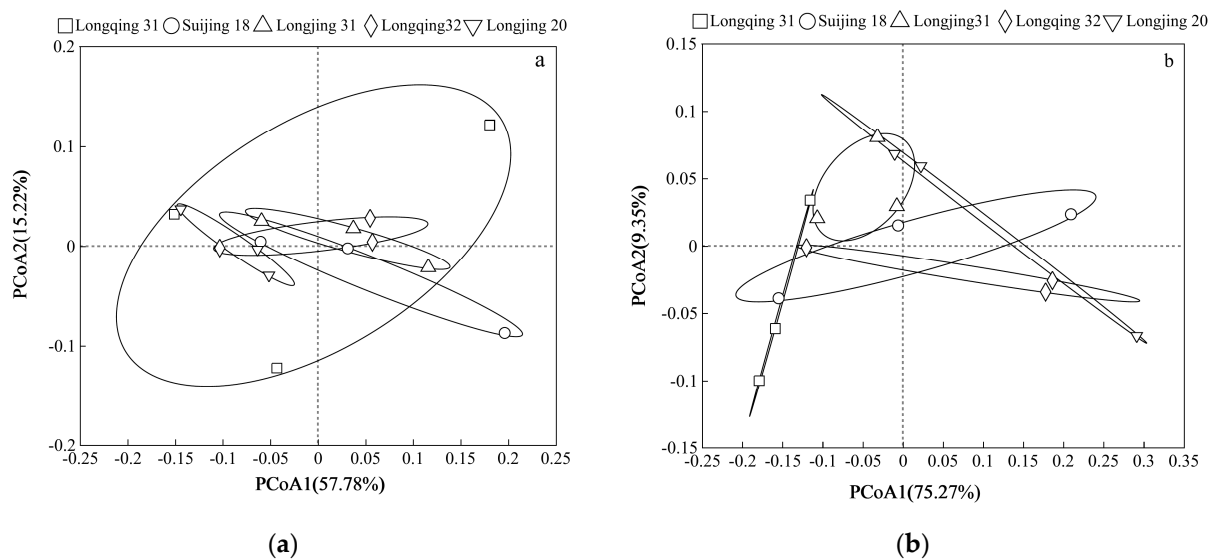 Longqing 31 Suijing 18 Longjing 31 Longqing32 Longjing 20
a
0.2
0.1
0
-0.1
-0.2
PCoA2(15.22%)
-0.25 -0.2 -0.15 -0.1 -0.05 0 0.05 0.1 0.15 0.2 0.25
PCoA1(57.78%)
(a)
Longqing 31 Suijing 18 Longjing31 Longqing 32 Longjing 20
b
0.15
0.1
0.05
0
-0.05
-0.1
-0.15
PCoA2(9.35%)
-0.25 -0.2 -0.15 -0.1 -0.05 0 0.05 0.1 0.15 0.2 0.25 0.3 0.35
PCoA1(75.27%)
(b)